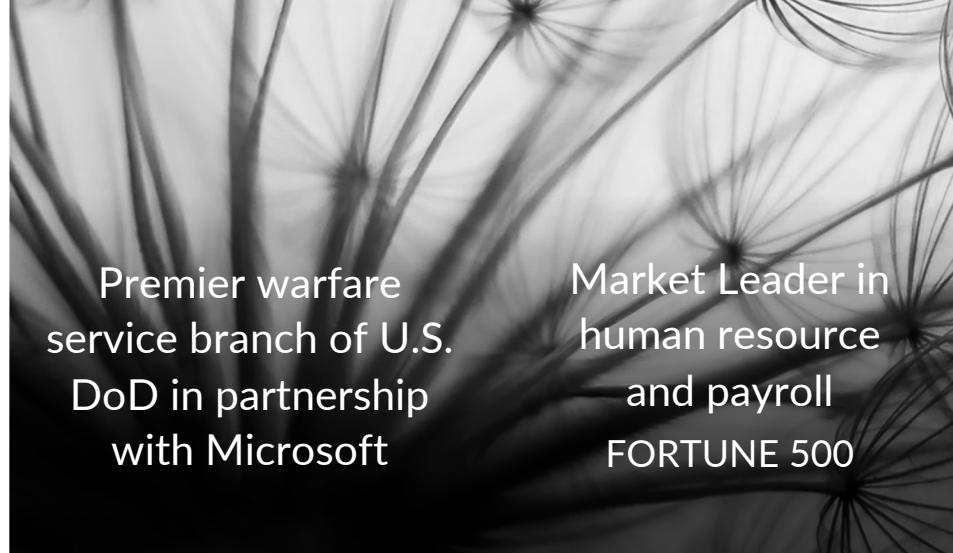 Premier warfare
service branch of U.S.
DoD in partnership
with Microsoft
Market Leader in
human resource
and payroll
FORTUNE 500